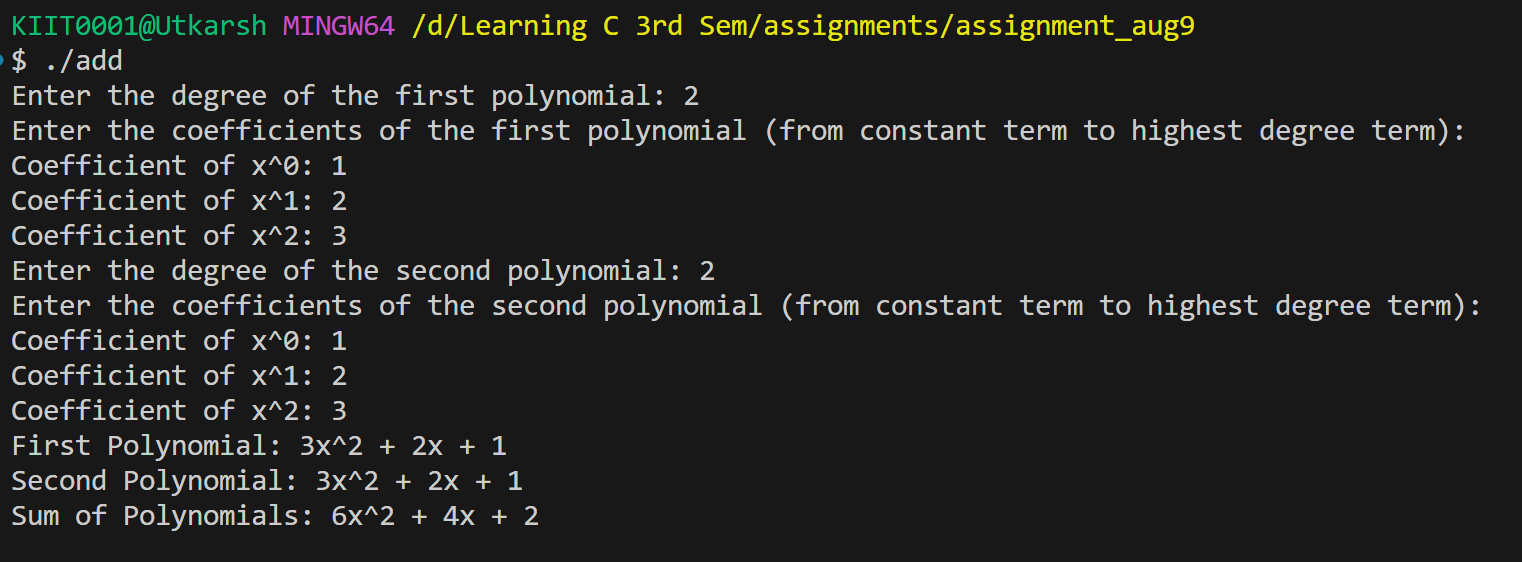 KIIT0001@Utkarsh MINGW64 /d/Learning C 3rd Sem/assignments/assignment_aug9
$ ./add
Enter the degree of the first polynomial: 2
Enter the coefficients of the first polynomial (from constant term to highest degree term):
Coefficient of x^0: 1
Coefficient of x^1: 2
Coefficient of x^2: 3
Enter the degree of the second polynomial: 2
Enter the coefficients of the second polynomial (from constant term to highest degree term):
Coefficient of x^0: 1
Coefficient of x^1: 2
Coefficient of x^2: 3
First Polynomial: 3x^2 + 2x + 1
Second Polynomial: 3x^2 + 2x + 1
Sum of Polynomials: 6x^2 + 4x + 2